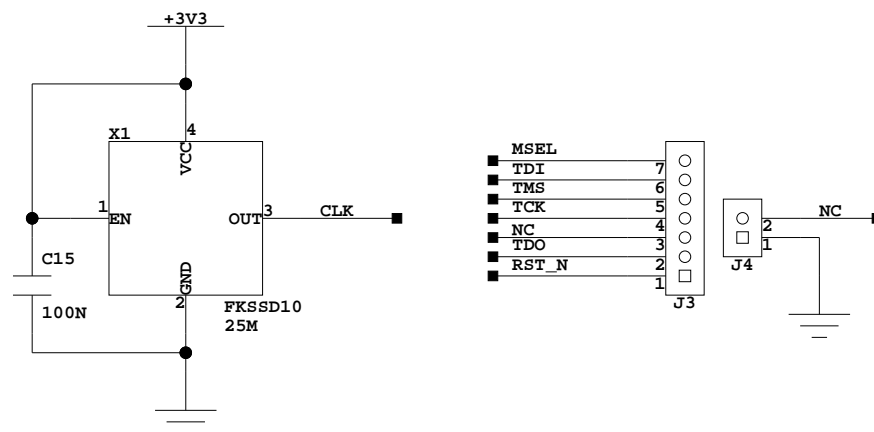 +3V3
X1
4
VCC
1
EN
OUT
3
CLK
C15
100N
GND
2
FKSSD10
25M
MSEL
7
TDI
6
TMS
5
TCK
4
NC
3
TDO
2
RST_N
1
J3
NC
2
1
J4